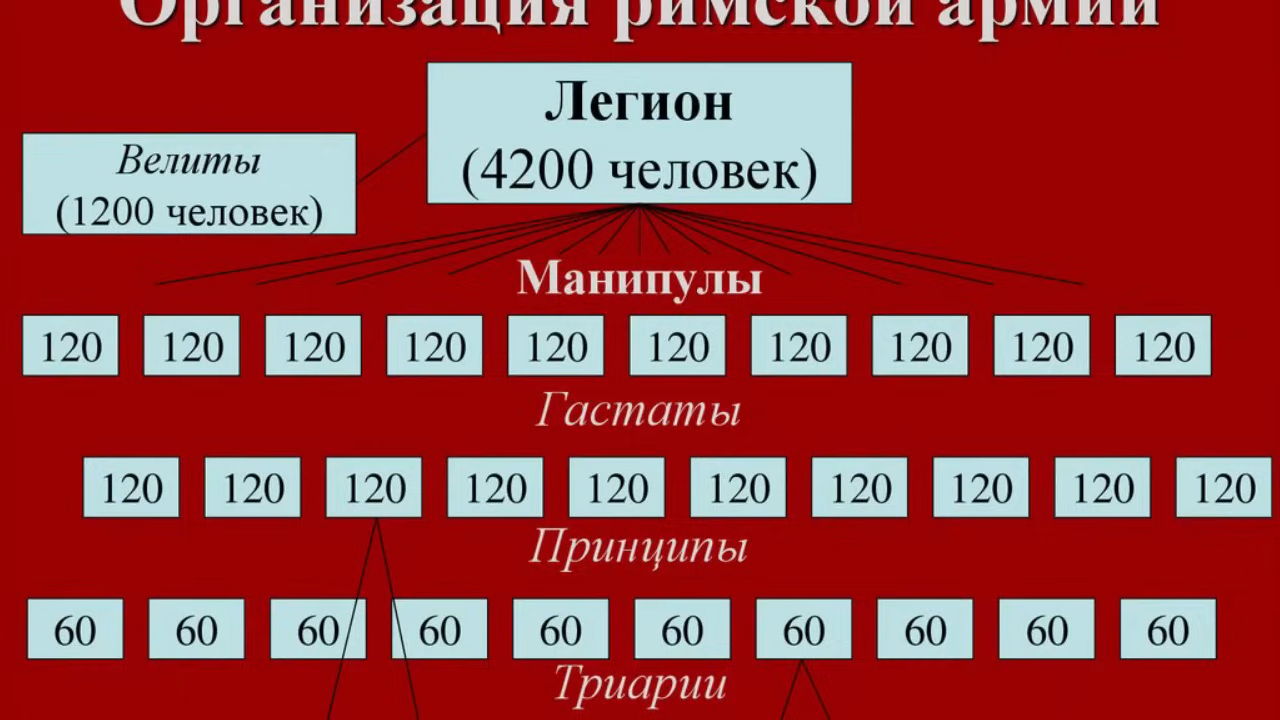 Организация римской армии
Легион
(4200 человек)
Велиты
(1200 человек)
Манипулы
120 120 120 120 120 120 120 120 120 120
Гастаты
120 120 120 120 120 120 120 120 120 120
Принципы
60 60 60 60 60 60 60 60 60 60
Триарии